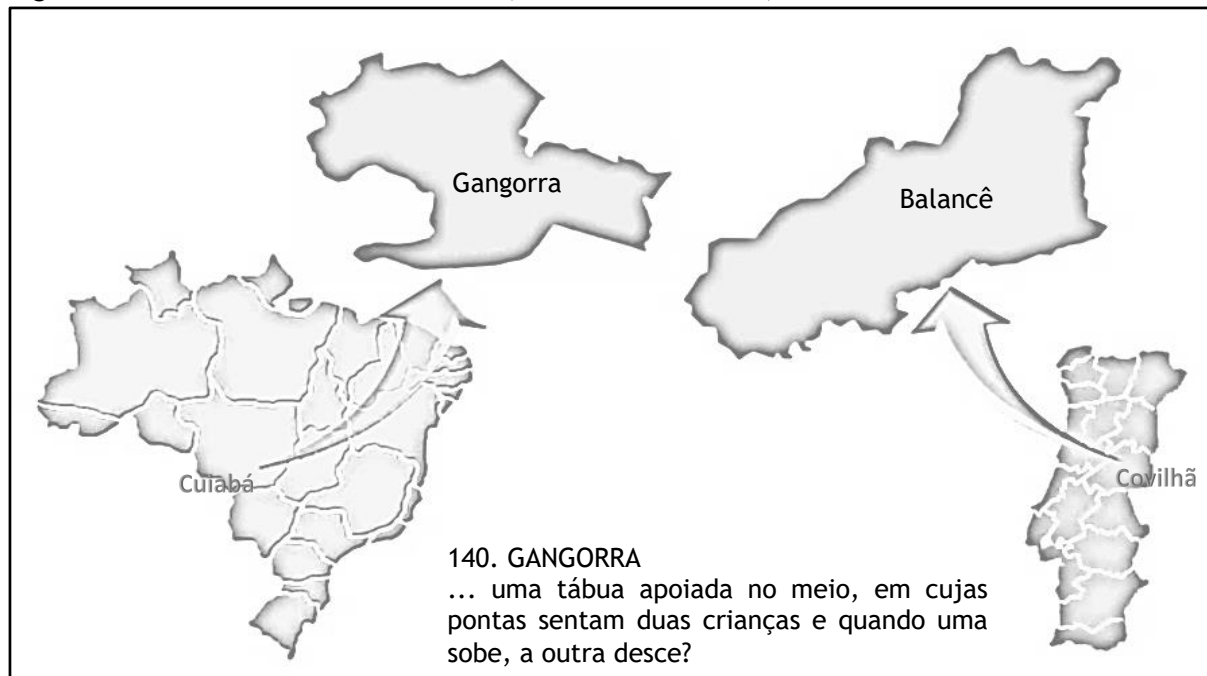 Gangorra
Balancê
Cuiabá
Covilhã
140. GANGORRA
... uma tábua apoiada no meio, em cujas
pontas sentam duas crianças e quando uma
sobe, a outra desce?